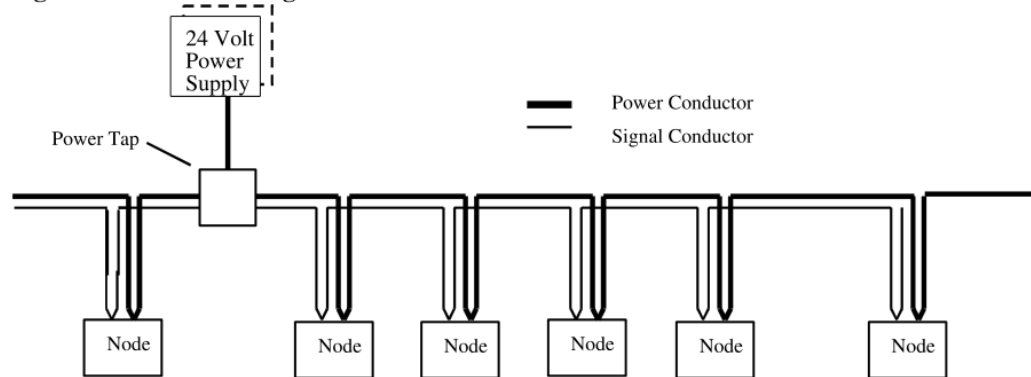 24 Volt
Power
Supply
Power Conductor
Power Tap
Signal Conductor
Node
Node
Node
Node
Node
Node